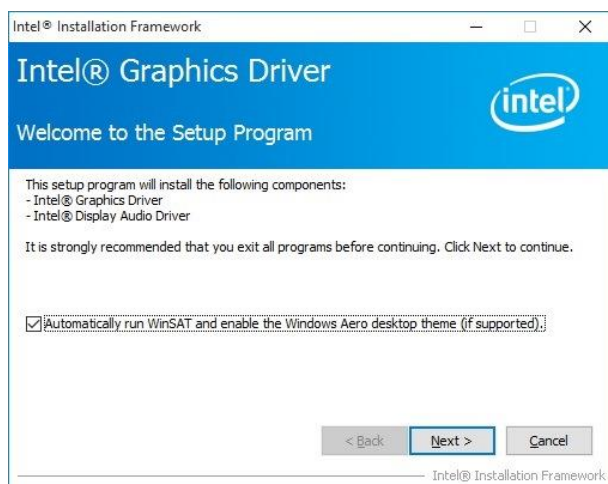 Intel® Installation Framework
Intel® Graphics Driver
intel
Welcome to the Setup Program
This setup program will install the following components:
- Intel® Graphics Driver
- Intel® Display Audio Driver
It is strongly recommended that you exit all programs before continuing. Click Next to continue.
Automatically run WinSAT and enable the Windows Aero desktop theme (if supported).
< Back Next > Cancel
Intel® Installation Framework